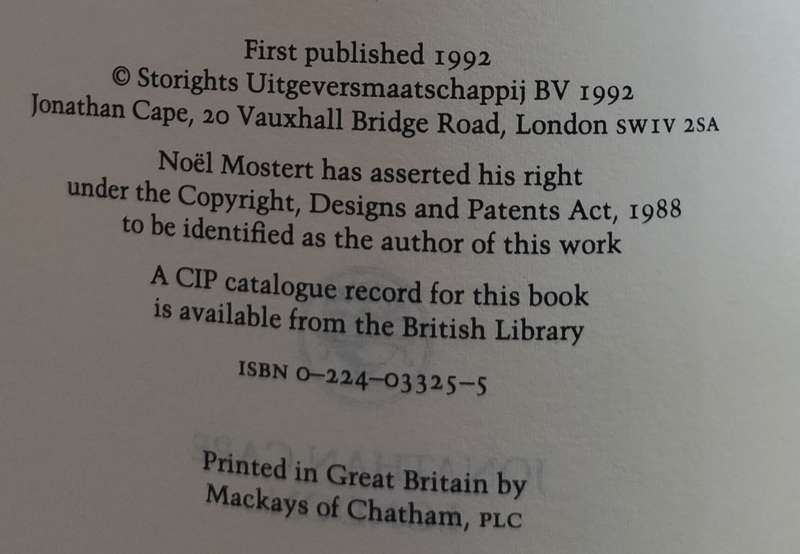 First published 1992
© Storights Uitgeversmaatschappij BV 1992
Jonathan Cape, 20 Vauxhall Bridge Road, London SW1V 2SA
Noël Mostert has asserted his right
under the Copyright, Designs and Patents Act, 1988
to be identified as the author of this work
A CIP catalogue record for this book
is available from the British Library
ISBN 0–224–03325–5
Printed in Great Britain by
Mackays of Chatham, PLC